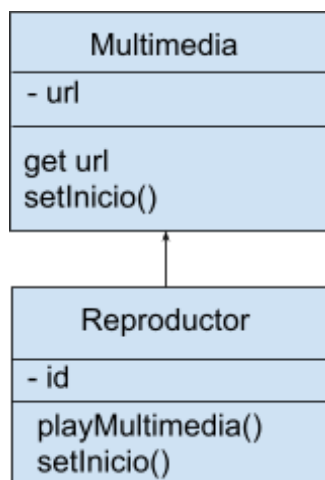 Multimedia
- url
get url
setInicio()
Reproductor
- id
playMultimedia()
setInicio()